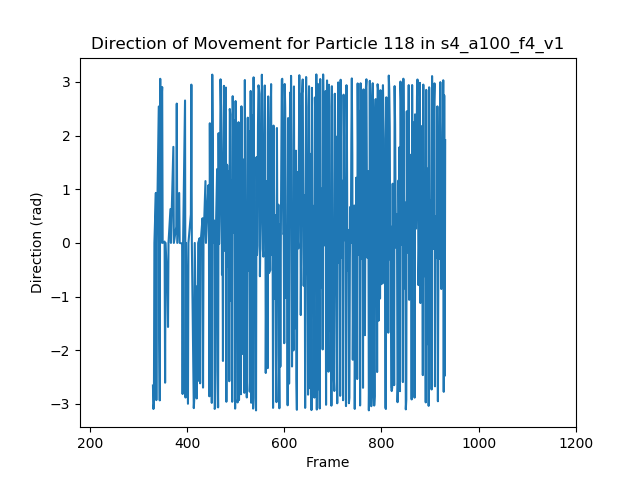 Direction of Movement for Particle 118 in s4_a100_f4_v1
3
2
1
0
−1
−2
−3
Direction (rad)
200 400 600 800 1000 1200
Frame